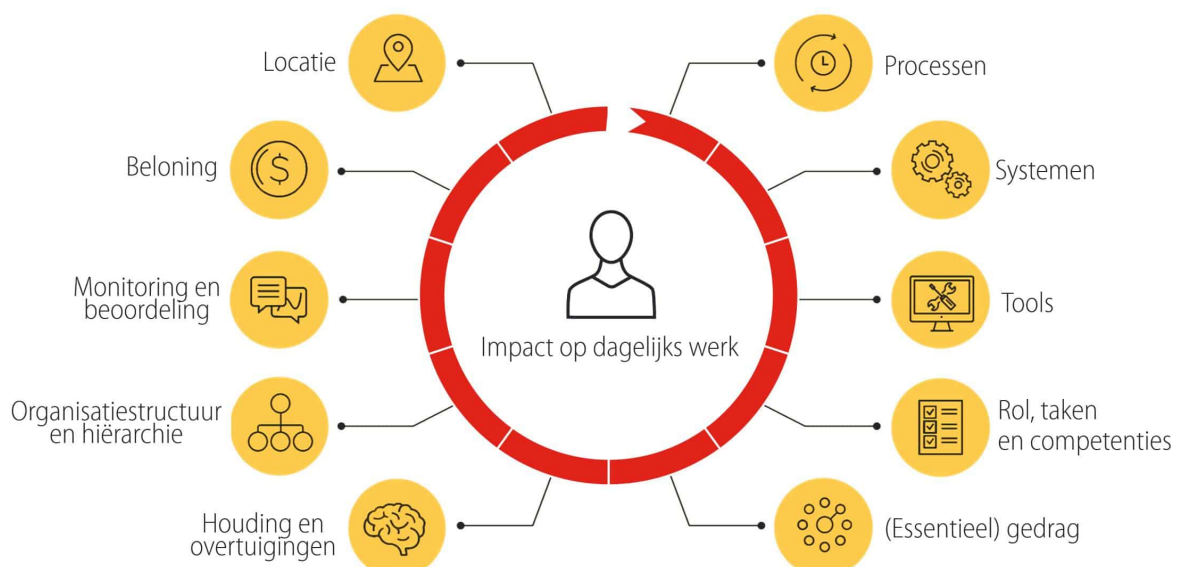 Locatie
Processen
Beloning
Systemen
Monitoring en
beoordeling
Tools
Impact op dagelijks werk
Organisatiestructuur
en hiërarchie
Rol, taken
en competenties
Houding en
overtuigingen
(Essentieel) gedrag